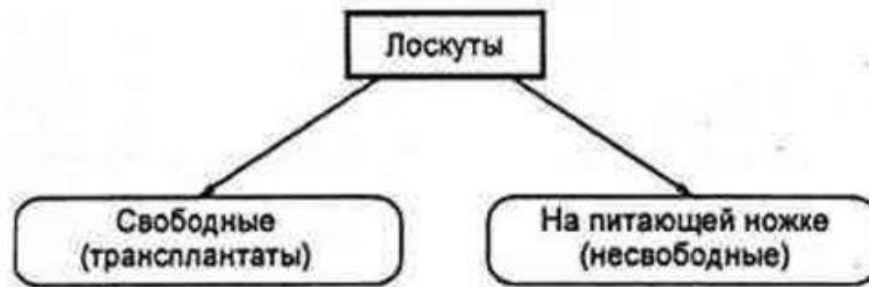 Лоскуты
Свободные
(трансплантаты)
На питающей ножке
(несвободные)